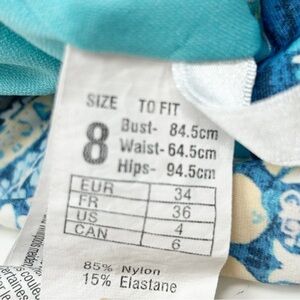 SIZE TO FIT
8
Bust- 84.5cm
Waist- 64.5cm
Hips- 94.5cm
EUR 34
FR 36
US 4
CAN 6
85% Nylon
15% Elastane